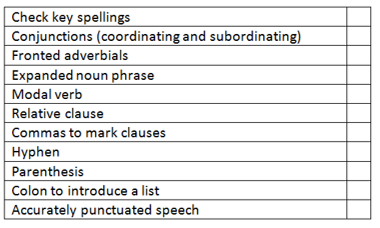 Check key spellings
Conjunctions (coordinating and subordinating)
Fronted adverbials
Expanded noun phrase
Modal verb
Relative clause
Commas to mark clauses
Hyphen
Parenthesis
Colon to introduce a list
Accurately punctuated speech